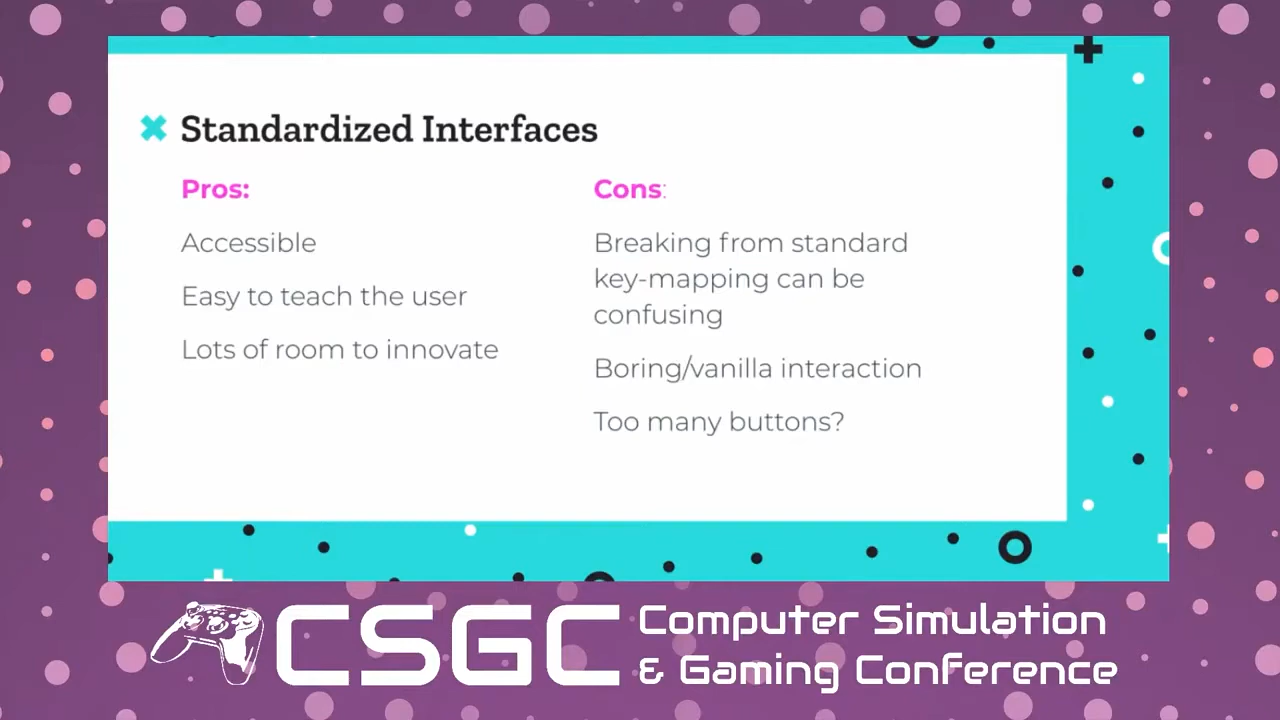 Standardized Interfaces
Pros:
Accessible
Easy to teach the user
Lots of room to innovate
Cons:
Breaking from standard
key-mapping can be
confusing
Boring/vanilla interaction
Too many buttons?
CSGC
Computer Simulation
& Gaming Conference